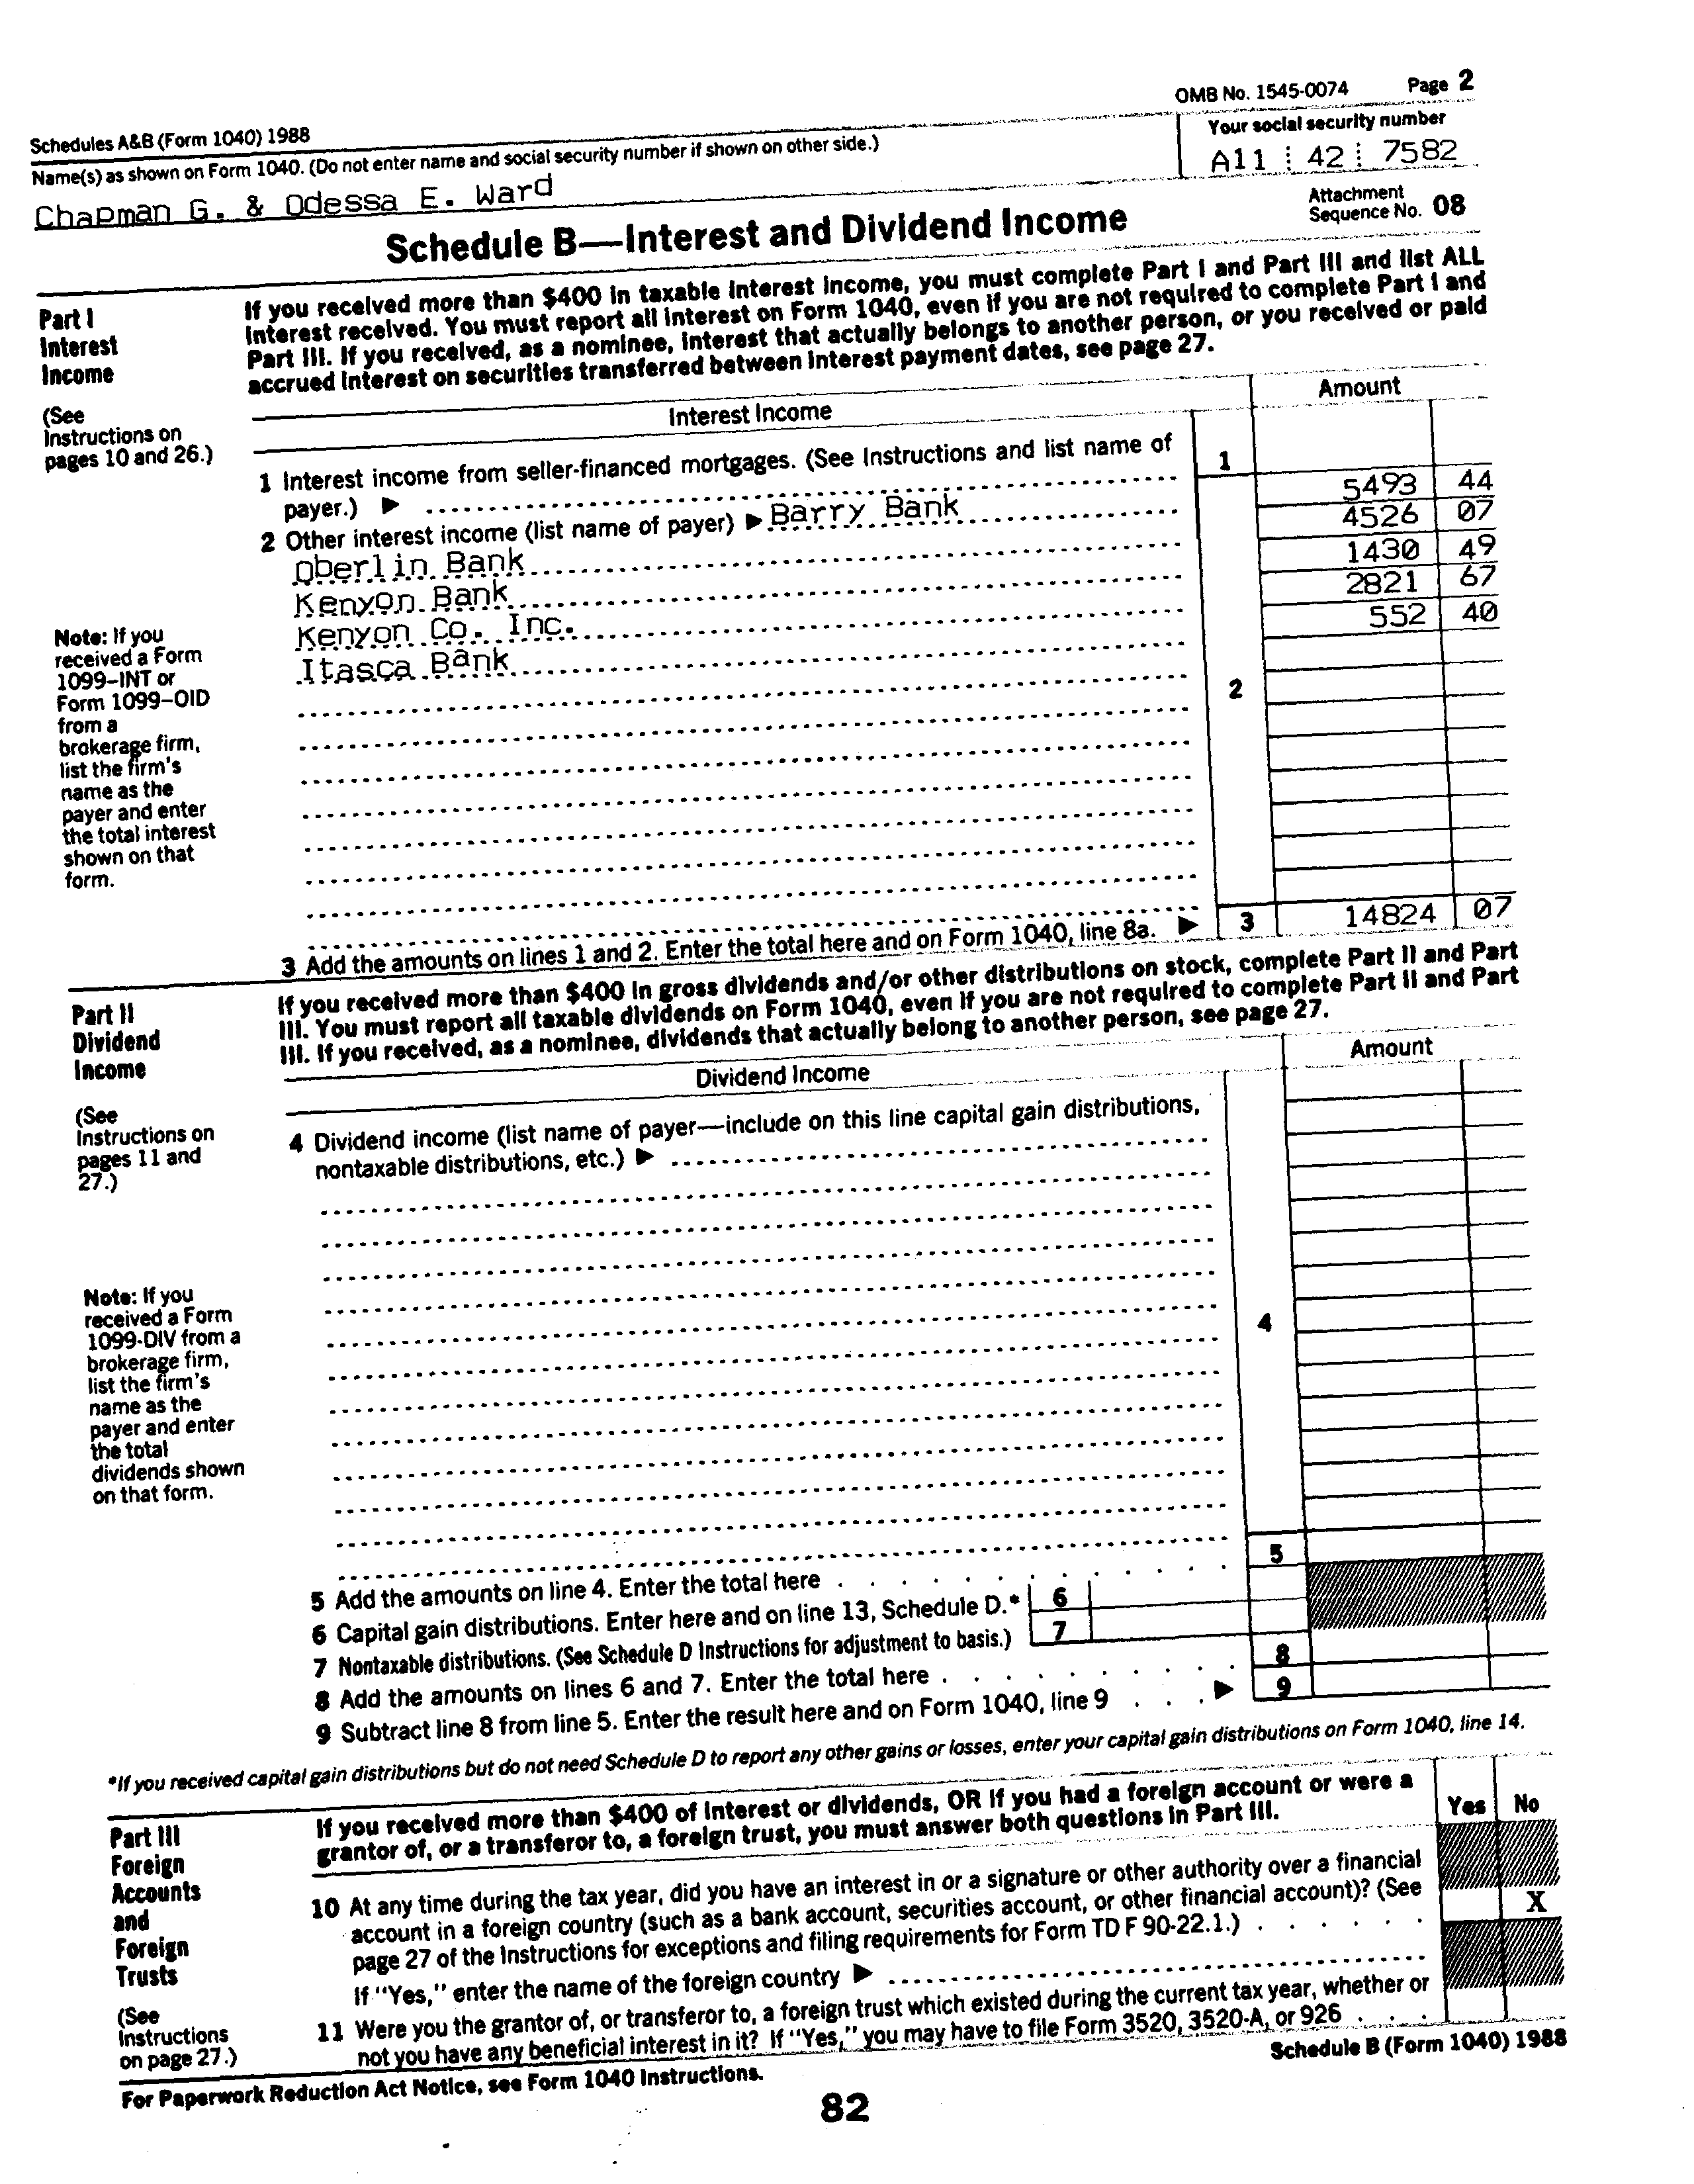 OMB No. 1545-0074 Page 2
Schedules A&B (Form 1040) 1988
Name(s) as shown on Form 1040. (Do not enter name and social security number if shown on other side.)
Your social security number
Chapman G. & Odessa E. Ward
A11 42 7582
Schedule B—Interest and Dividend Income
Attachment
Sequence No. 08
Part I
Interest
Income
(See
Instructions on
pages 10 and 26.)
If you received more than $400 in taxable interest income, you must complete Part I and Part III and list ALL
interest received. You must report all interest on Form 1040, even if you are not required to complete Part I and
Part III. If you received, as a nominee, interest that actually belongs to another person, or you received or paid
accrued interest on securities transferred between interest payment dates, see page 27.
Interest Income
Amount
1 Interest income from seller-financed mortgages. (See Instructions and list name of
payer.) ▶
1
2 Other interest income (list name of payer) ▶ Barry Bank
5493 44
Oberlin Bank
4526 07
Kenyon Bank
1430 49
Kenyon Co. Inc.
2821 67
Itasca Bank
552 40
2
Note: If you
received a Form
1099–INT or
Form 1099–OID
from a
brokerage firm,
list the firm's
name as the
payer and enter
the total interest
shown on that
form.
3 Add the amounts on lines 1 and 2. Enter the total here and on Form 1040, line 8a. ▶ 3 14824 07
Part II
Dividend
Income
(See
Instructions on
pages 11 and
27.)
If you received more than $400 in gross dividends and/or other distributions on stock, complete Part II and Part
III. You must report all taxable dividends on Form 1040, even if you are not required to complete Part II and Part
III. If you received, as a nominee, dividends that actually belong to another person, see page 27.
Dividend Income
Amount
4 Dividend income (list name of payer—include on this line capital gain distributions,
nontaxable distributions, etc.) ▶
4
Note: If you
received a Form
1099-DIV from a
brokerage firm,
list the firm's
name as the
payer and enter
the total
dividends shown
on that form.
5 Add the amounts on line 4. Enter the total here 5
6 Capital gain distributions. Enter here and on line 13, Schedule D.* 6
7 Nontaxable distributions. (See Schedule D Instructions for adjustment to basis.) 7
8 Add the amounts on lines 6 and 7. Enter the total here 8
9 Subtract line 8 from line 5. Enter the result here and on Form 1040, line 9 ▶ 9
*If you received capital gain distributions but do not need Schedule D to report any other gains or losses, enter your capital gain distributions on Form 1040, line 14.
Part III
Foreign
Accounts
and
Foreign
Trusts
(See
Instructions
on page 27.)
If you received more than $400 of interest or dividends, OR if you had a foreign account or were a
grantor of, or a transferor to, a foreign trust, you must answer both questions in Part III.
Yes No
10 At any time during the tax year, did you have an interest in or a signature or other authority over a financial
account in a foreign country (such as a bank account, securities account, or other financial account)? (See
page 27 of the Instructions for exceptions and filing requirements for Form TD F 90-22.1.) X
If "Yes," enter the name of the foreign country ▶
11 Were you the grantor of, or transferor to, a foreign trust which existed during the current tax year, whether or
not you have any beneficial interest in it? If "Yes," you may have to file Form 3520, 3520-A, or 926
For Paperwork Reduction Act Notice, see Form 1040 Instructions.
Schedule B (Form 1040) 1988
82